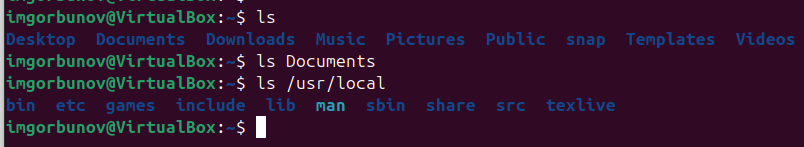 imgorbunov@VirtualBox:~$ ls
Desktop  Documents  Downloads  Music  Pictures  Public  snap  Templates  Videos
imgorbunov@VirtualBox:~$ ls Documents
imgorbunov@VirtualBox:~$ ls /usr/local
bin  etc  games  include  lib  man  sbin  share  src  texlive
imgorbunov@VirtualBox:~$